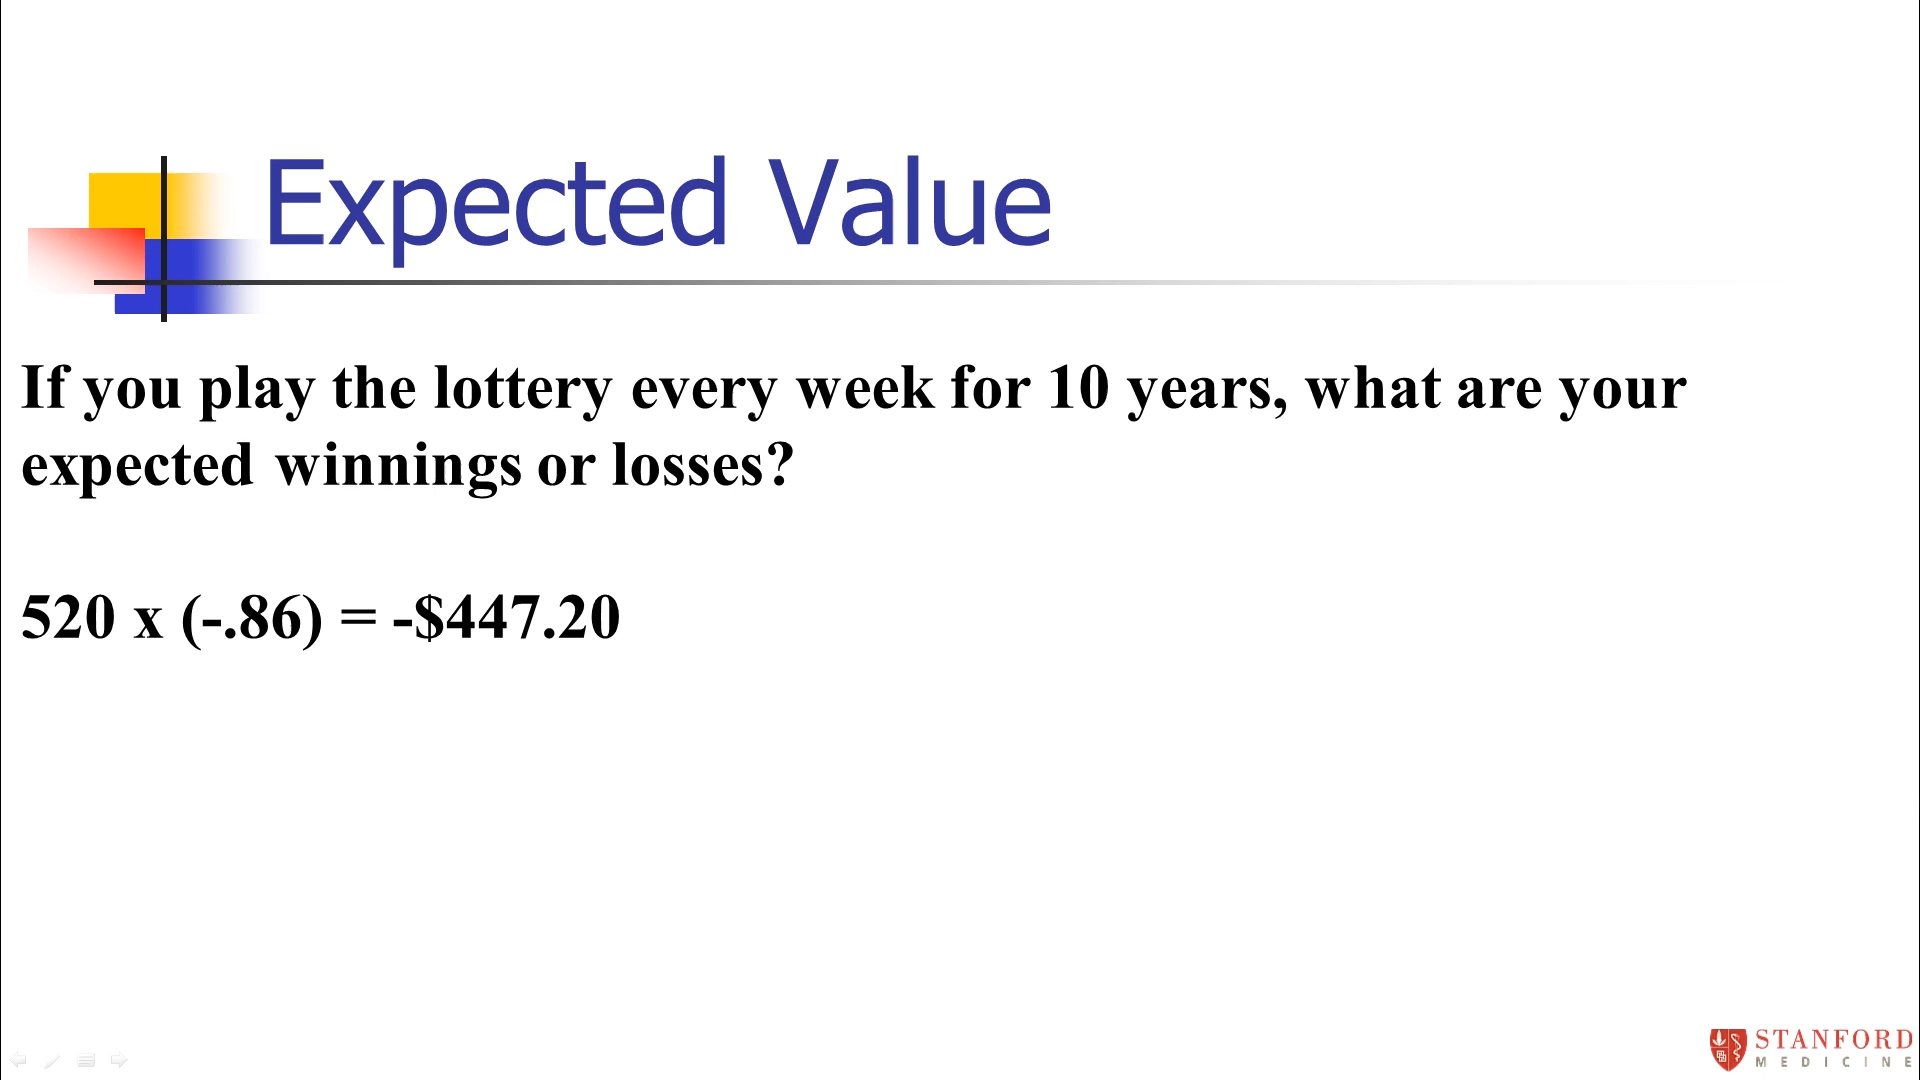 Expected Value
If you play the lottery every week for 10 years, what are your
expected winnings or losses?
520 x (-.86) = -$447.20
STANFORD
MEDICINE